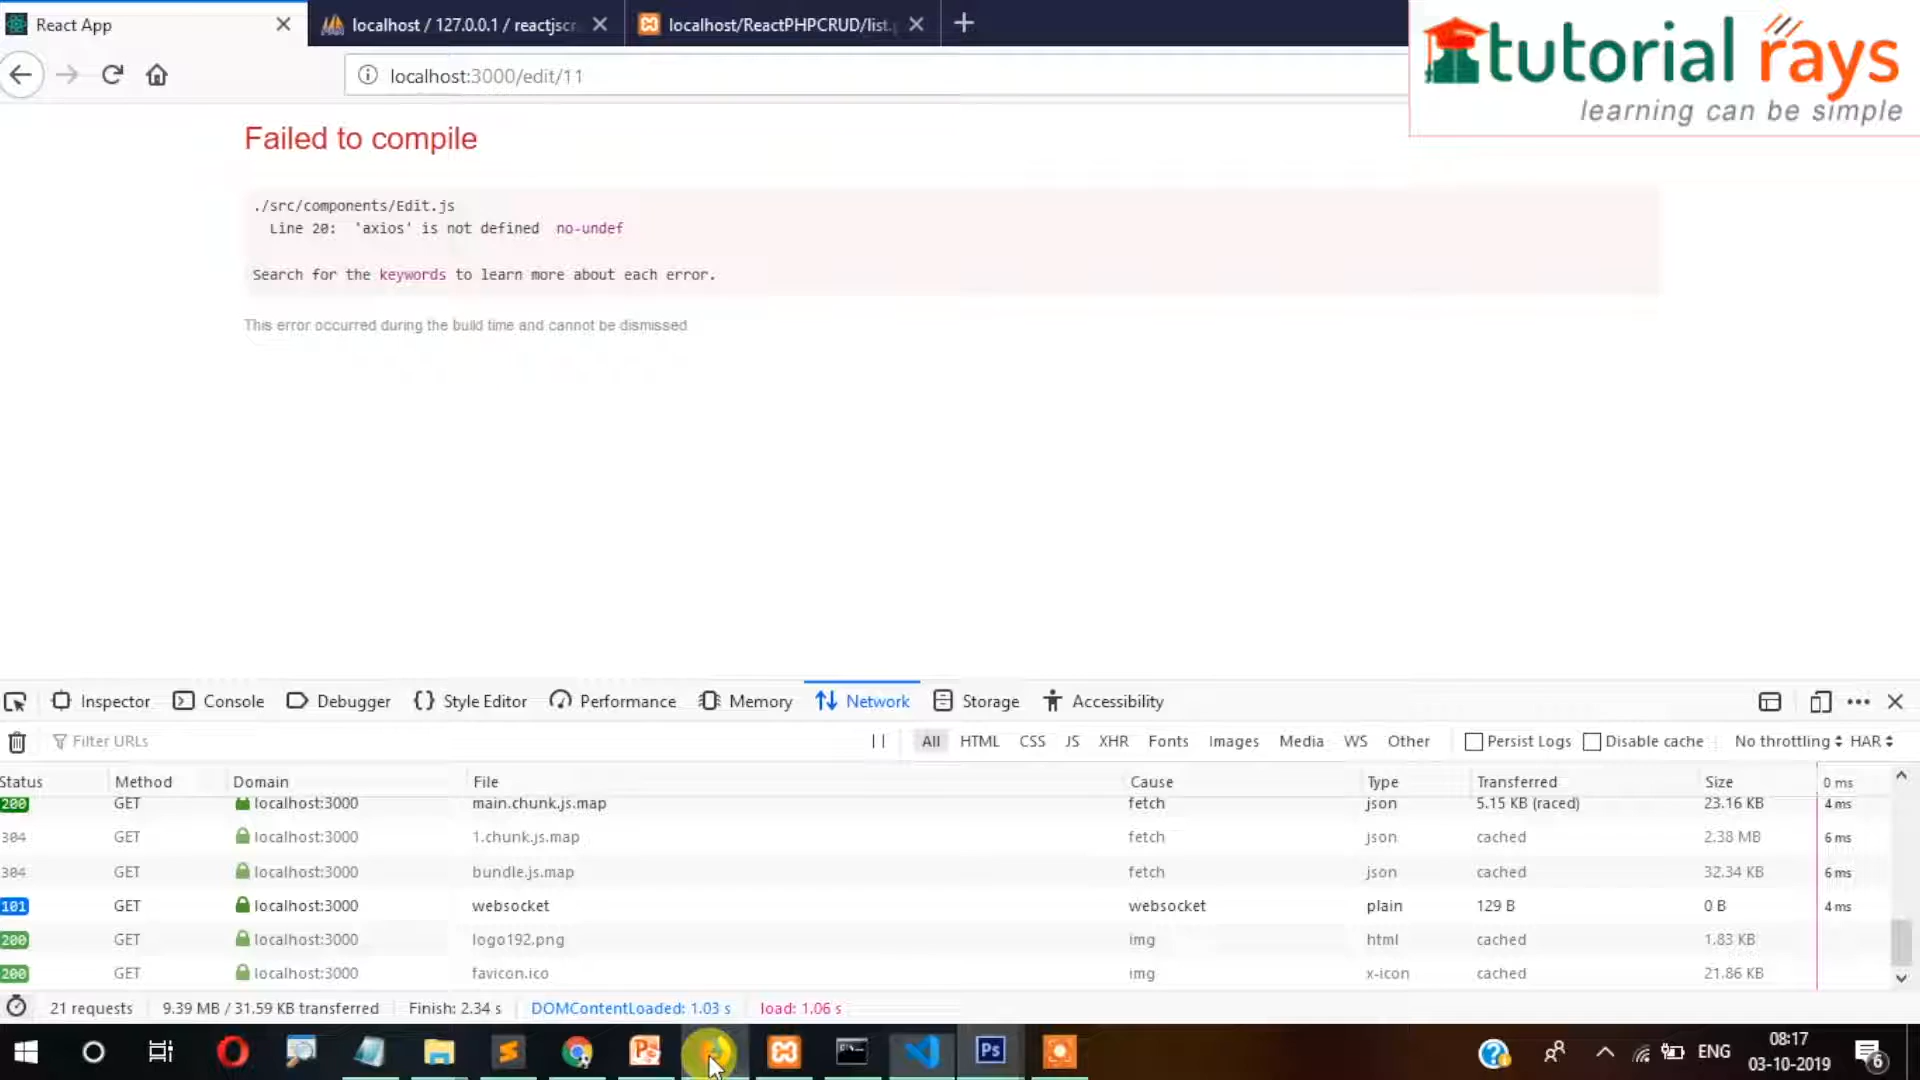 React App
localhost / 127.0.0.1 / reactjscr
localhost/ReactPHPCRUD/list.
localhost:3000/edit/11
tutorial rays
learning can be simple
Failed to compile
./src/components/Edit.js
Line 20: 'axios' is not defined no-undef
Search for the keywords to learn more about each error.
This error occurred during the build time and cannot be dismissed
Inspector Console Debugger Style Editor Performance Memory Network Storage Accessibility
Filter URLs All HTML CSS JS XHR Fonts Images Media WS Other Persist Logs Disable cache No throttling HAR
Status Method Domain File Cause Type Transferred Size 0 ms
200 GET localhost:3000 main.chunk.js.map fetch json 5.15 KB (raced) 23.16 KB 4 ms
304 GET localhost:3000 1.chunk.js.map fetch json cached 2.38 MB 6 ms
304 GET localhost:3000 bundle.js.map fetch json cached 32.34 KB 6 ms
101 GET localhost:3000 websocket websocket plain 129 B 0 B 4 ms
200 GET localhost:3000 logo192.png img html cached 1.83 KB
200 GET localhost:3000 favicon.ico img x-icon cached 21.86 KB
21 requests 9.39 MB / 31.59 KB transferred Finish: 2.34 s DOMContentLoaded: 1.03 s load: 1.06 s
Ps
ENG
08:17
03-10-2019
6